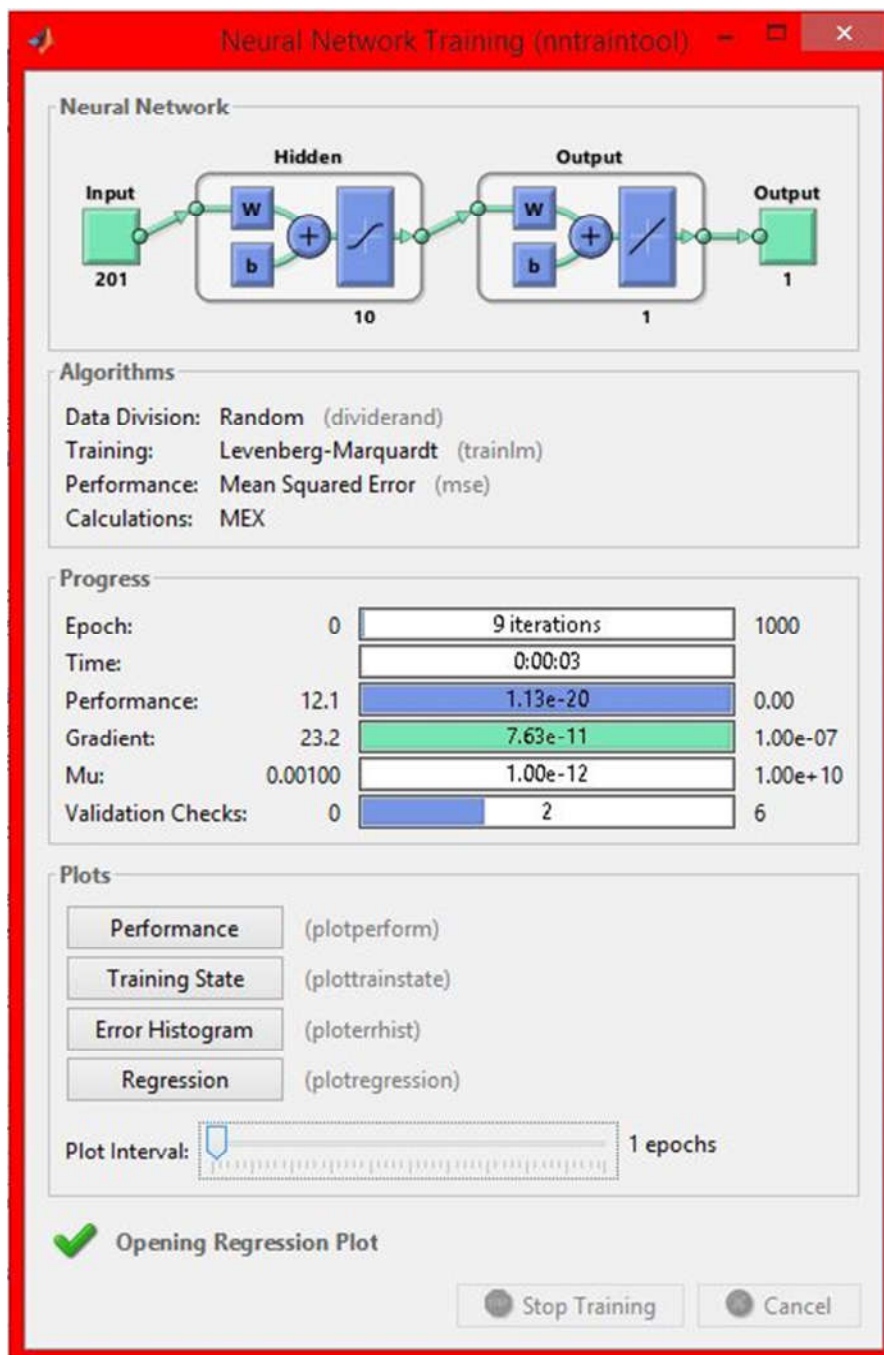 Neural Network Training (nntraintool)
Neural Network
Hidden Output
Input Output
W W
b b
201 1
10 1
Algorithms
Data Division: Random (dividerand)
Training: Levenberg-Marquardt (trainlm)
Performance: Mean Squared Error (mse)
Calculations: MEX
Progress
Epoch: 0 9 iterations 1000
Time: 0:00:03
Performance: 12.1 1.13e-20 0.00
Gradient: 23.2 7.63e-11 1.00e-07
Mu: 0.00100 1.00e-12 1.00e+10
Validation Checks: 0 2 6
Plots
Performance (plotperform)
Training State (plottrainstate)
Error Histogram (ploterrhist)
Regression (plotregression)
Plot Interval: 1 epochs
Opening Regression Plot
Stop Training Cancel